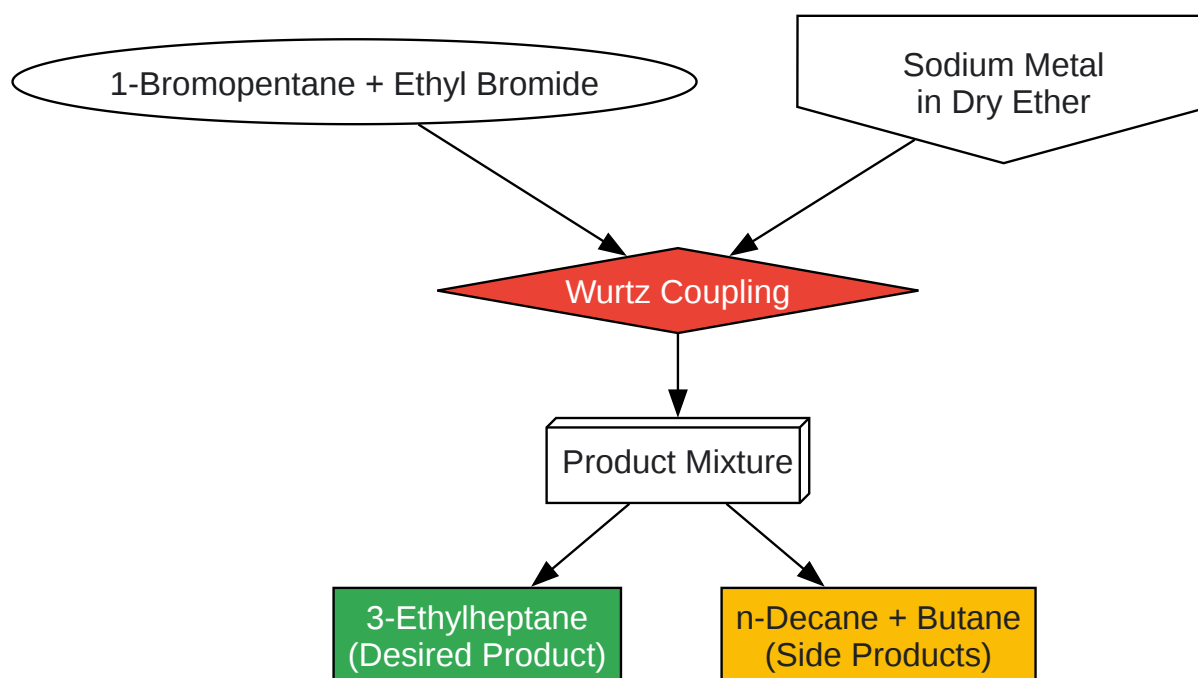 1-Bromopentane + Ethyl Bromide
Sodium Metal
in Dry Ether
Wurtz Coupling
Product Mixture
3-Ethylheptane
(Desired Product)
n-Decane + Butane
(Side Products)